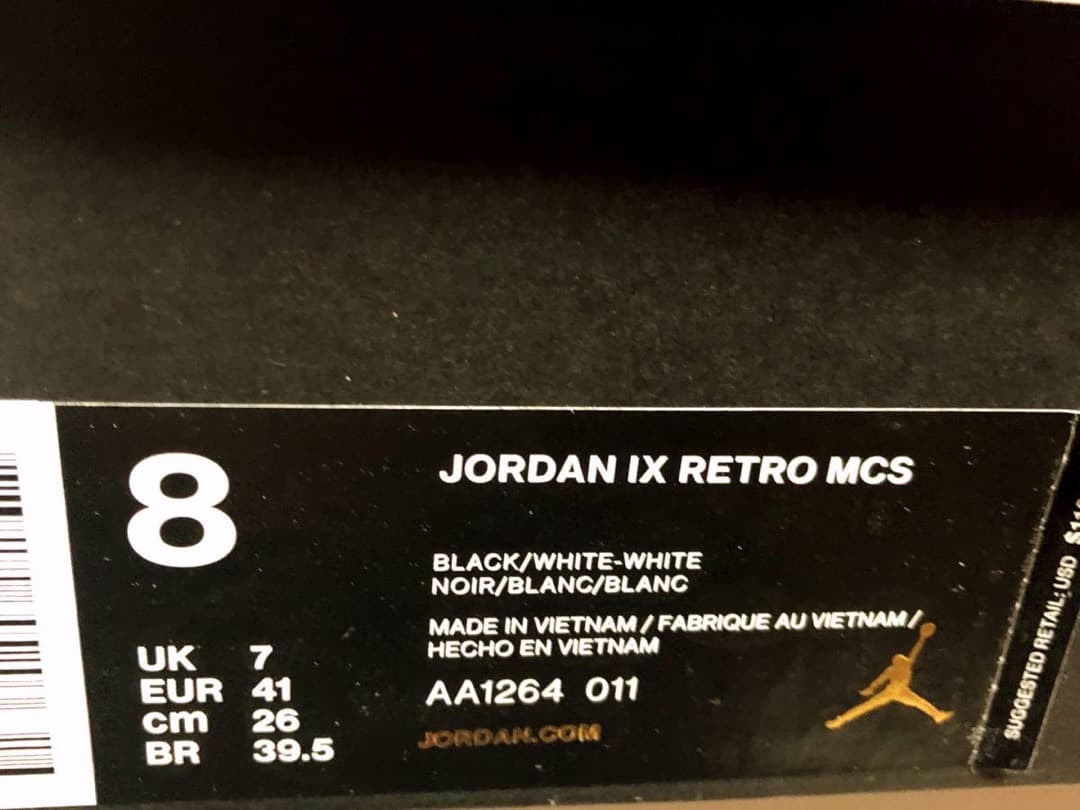 8
JORDAN IX RETRO MCS
BLACK/WHITE-WHITE
NOIR/BLANC/BLANC
MADE IN VIETNAM / FABRIQUE AU VIETNAM /
HECHO EN VIETNAM
UK 7
EUR 41
cm 26
BR 39.5
AA1264 011
JORDAN.COM
SUGGESTED RETAIL: USD